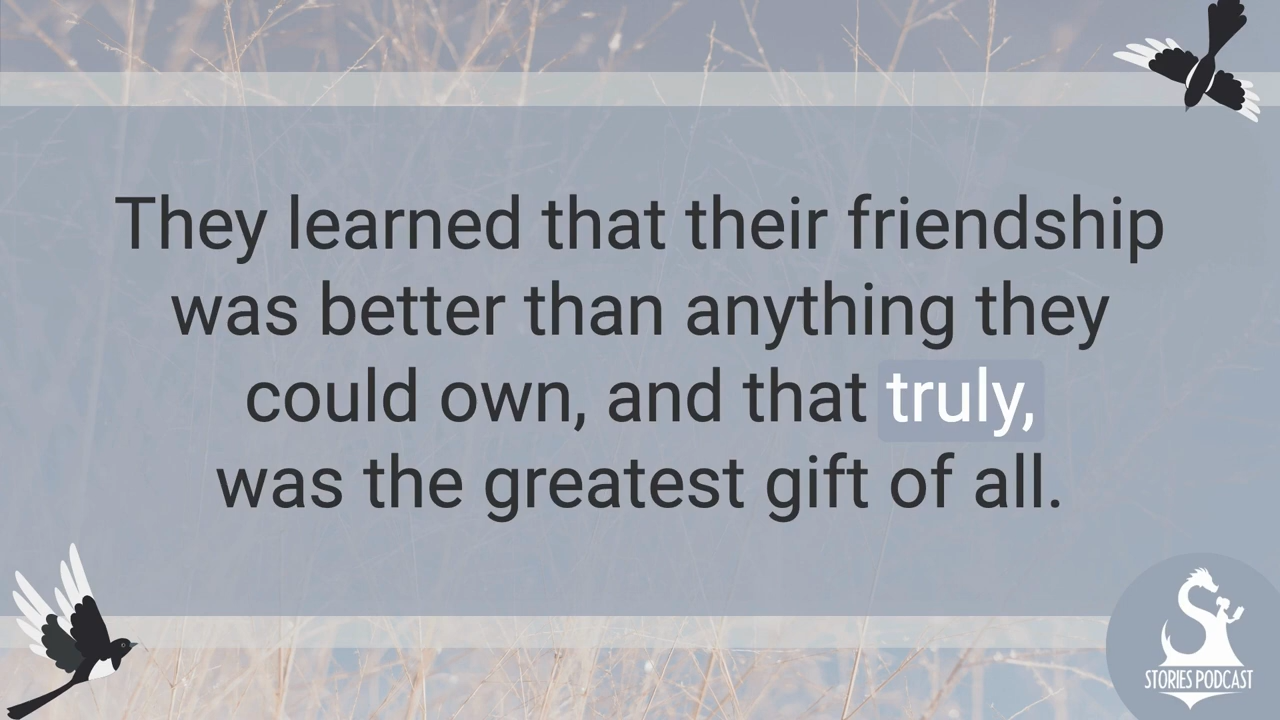 They learned that their friendship
was better than anything they
could own, and that truly,
was the greatest gift of all.
STORIES PODCAST